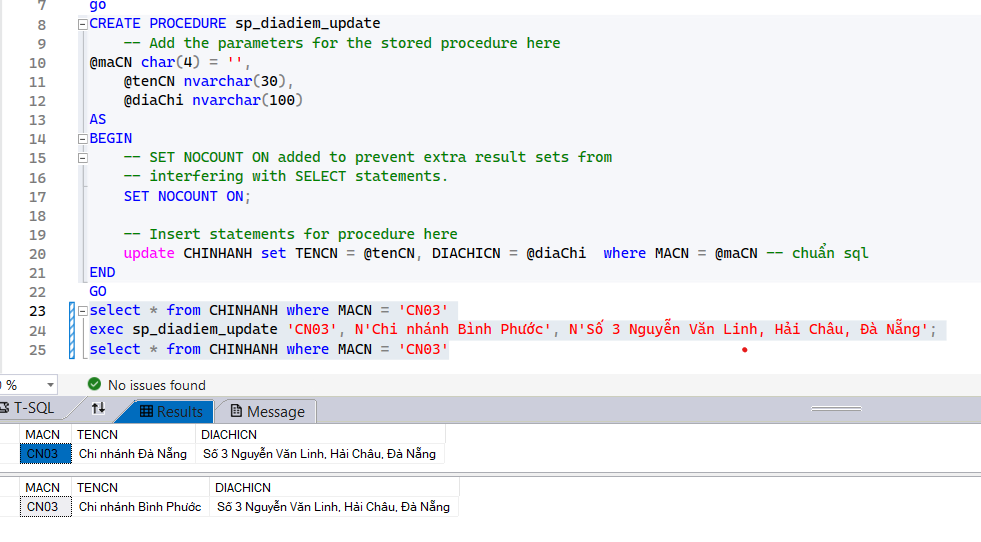 7 go
8 CREATE PROCEDURE sp_diadiem_update
9 -- Add the parameters for the stored procedure here
10 @maCN char(4) = '',
11 @tenCN nvarchar(30),
12 @diaChi nvarchar(100)
13 AS
14 BEGIN
15 -- SET NOCOUNT ON added to prevent extra result sets from
16 -- interfering with SELECT statements.
17 SET NOCOUNT ON;
18
19 -- Insert statements for procedure here
20 update CHINHANH set TENCN = @tenCN, DIACHICN = @diaChi  where MACN = @maCN -- chuẩn sql
21 END
22 GO
23 select * from CHINHANH where MACN = 'CN03'
24 exec sp_diadiem_update 'CN03', N'Chi nhánh Bình Phước', N'Số 3 Nguyễn Văn Linh, Hải Châu, Đà Nẵng';
25 select * from CHINHANH where MACN = 'CN03'
% No issues found
T-SQL Results Message
MACN TENCN DIACHICN
CN03 Chi nhánh Đà Nẵng Số 3 Nguyễn Văn Linh, Hải Châu, Đà Nẵng
MACN TENCN DIACHICN
CN03 Chi nhánh Bình Phước Số 3 Nguyễn Văn Linh, Hải Châu, Đà Nẵng